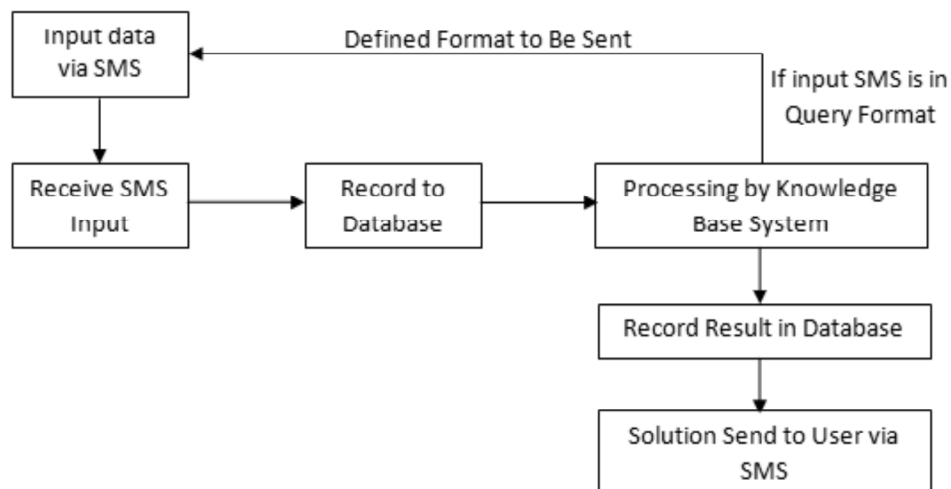 Input data
via SMS
Defined Format to Be Sent
If input SMS is in
Query Format
Receive SMS
Input
Record to
Database
Processing by Knowledge
Base System
Record Result in Database
Solution Send to User via
SMS